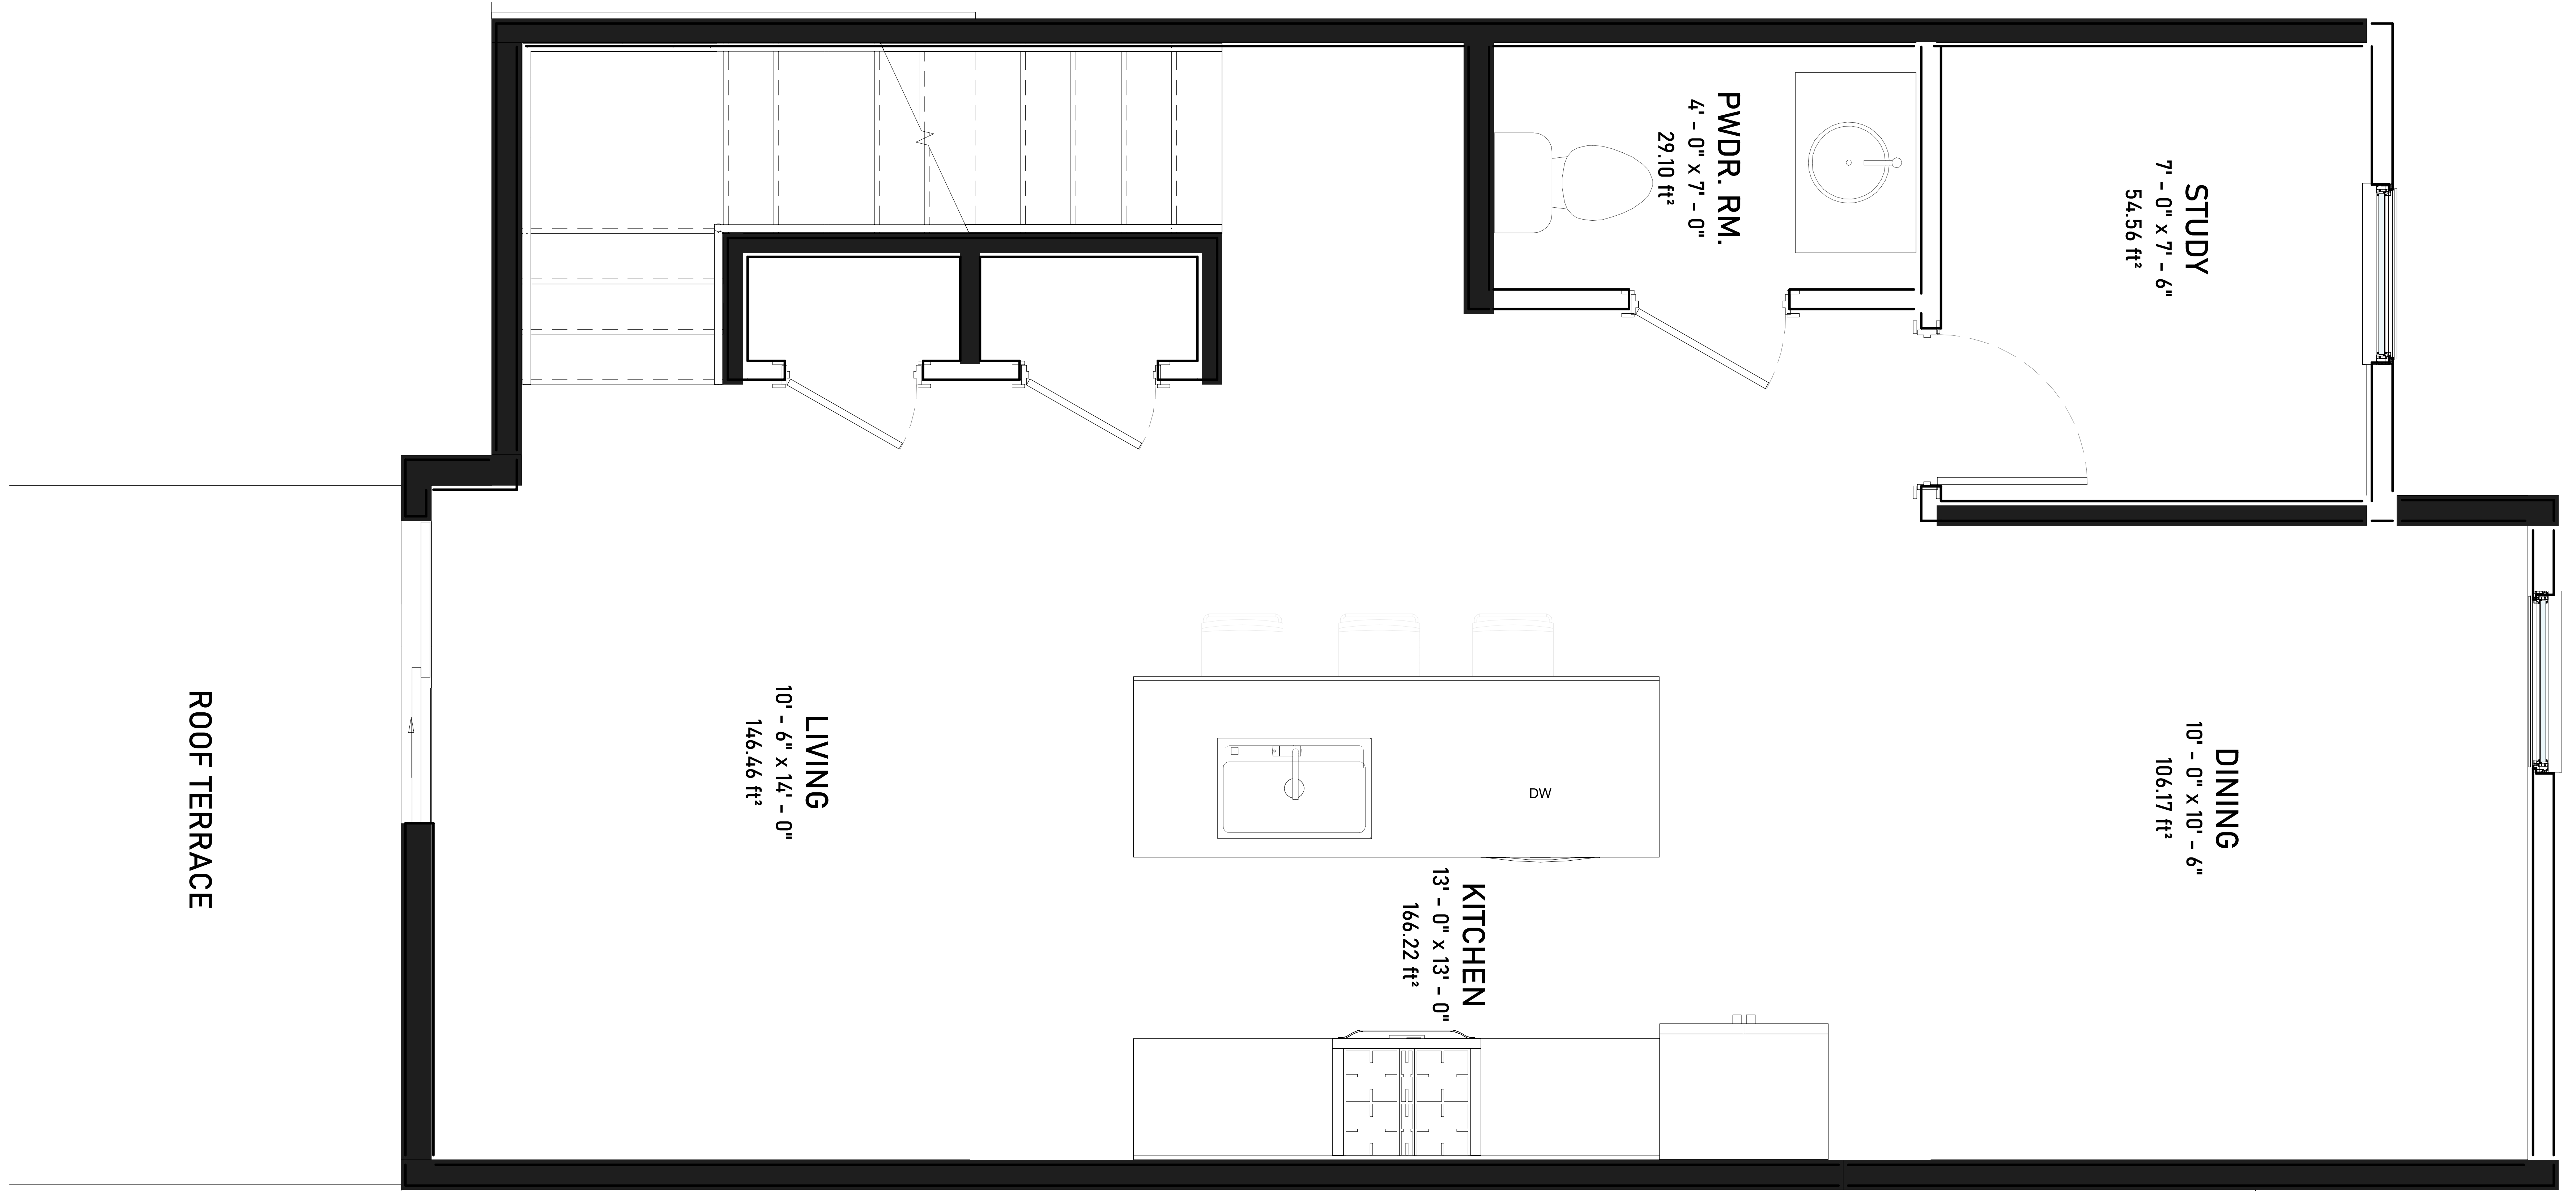 PWDR. RM.
4' - 0" x 7' - 0"
29.10 ft²
STUDY
7' - 0" x 7' - 6"
54.56 ft²
ROOF TERRACE
LIVING
10' - 6" x 14' - 0"
146.46 ft²
DW
KITCHEN
13' - 0" x 13' - 0"
166.22 ft²
DINING
10' - 0" x 10' - 6"
106.17 ft²